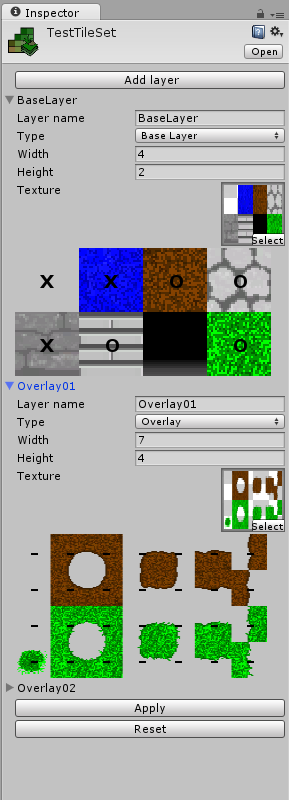 Inspector
TestTileSet
Open
Add layer
BaseLayer
Layer name BaseLayer
Type Base Layer
Width 4
Height 2
Texture
Select
X X O O
X O O
Overlay01
Layer name Overlay01
Type Overlay
Width 7
Height 4
Texture
Select
Overlay02
Apply
Reset